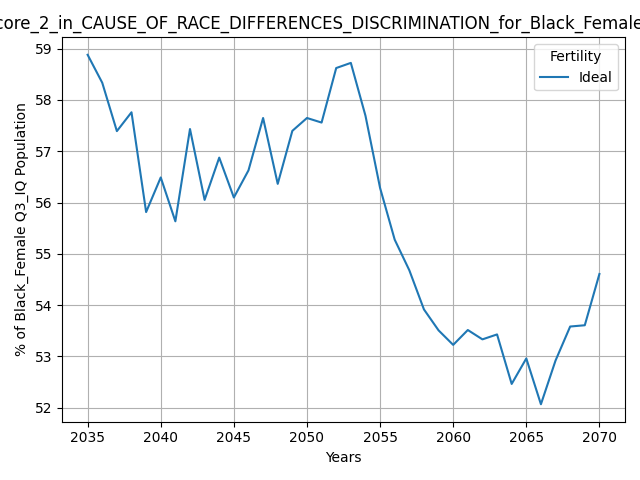 core_2_in_CAUSE_OF_RACE_DIFFERENCES_DISCRIMINATION_for_Black_Female
59
58
57
56
55
54
53
52
% of Black_Female Q3_IQ Population
Fertility
Ideal
2035 2040 2045 2050 2055 2060 2065 2070
Years